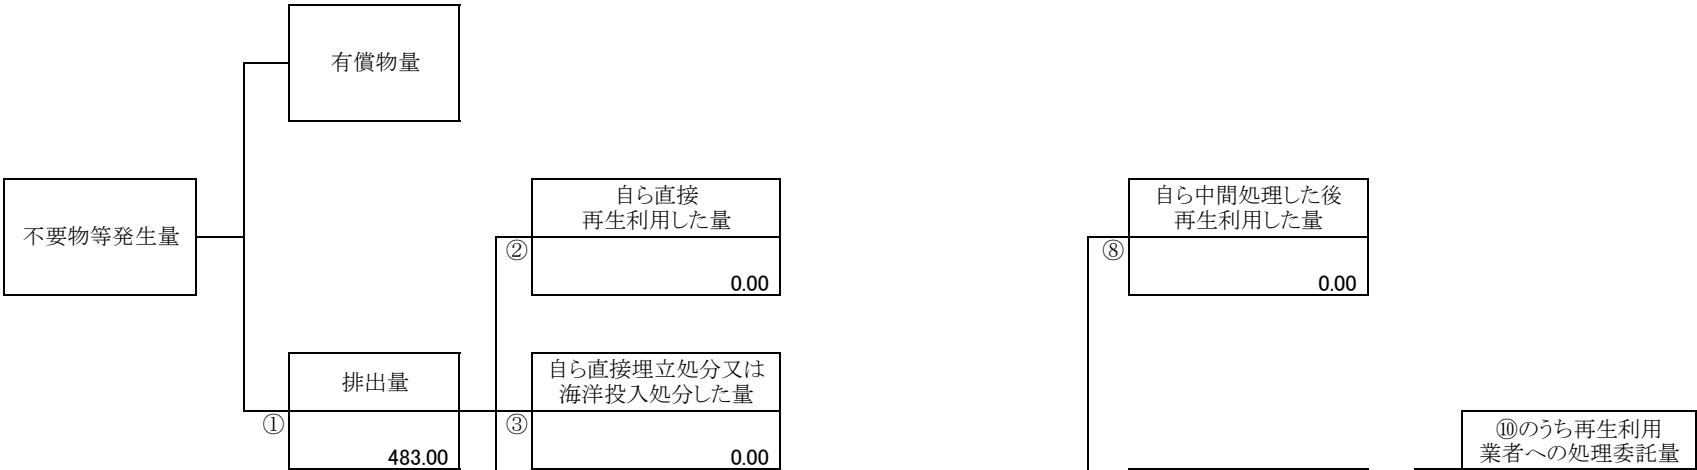 有償物量
不要物等発生量
自ら直接
再生利用した量
②
0.00
自ら中間処理した後
再生利用した量
⑧
0.00
排出量
①
483.00
自ら直接埋立処分又は
海洋投入処分した量
③
0.00
⑩のうち再生利用
業者への処理委託量